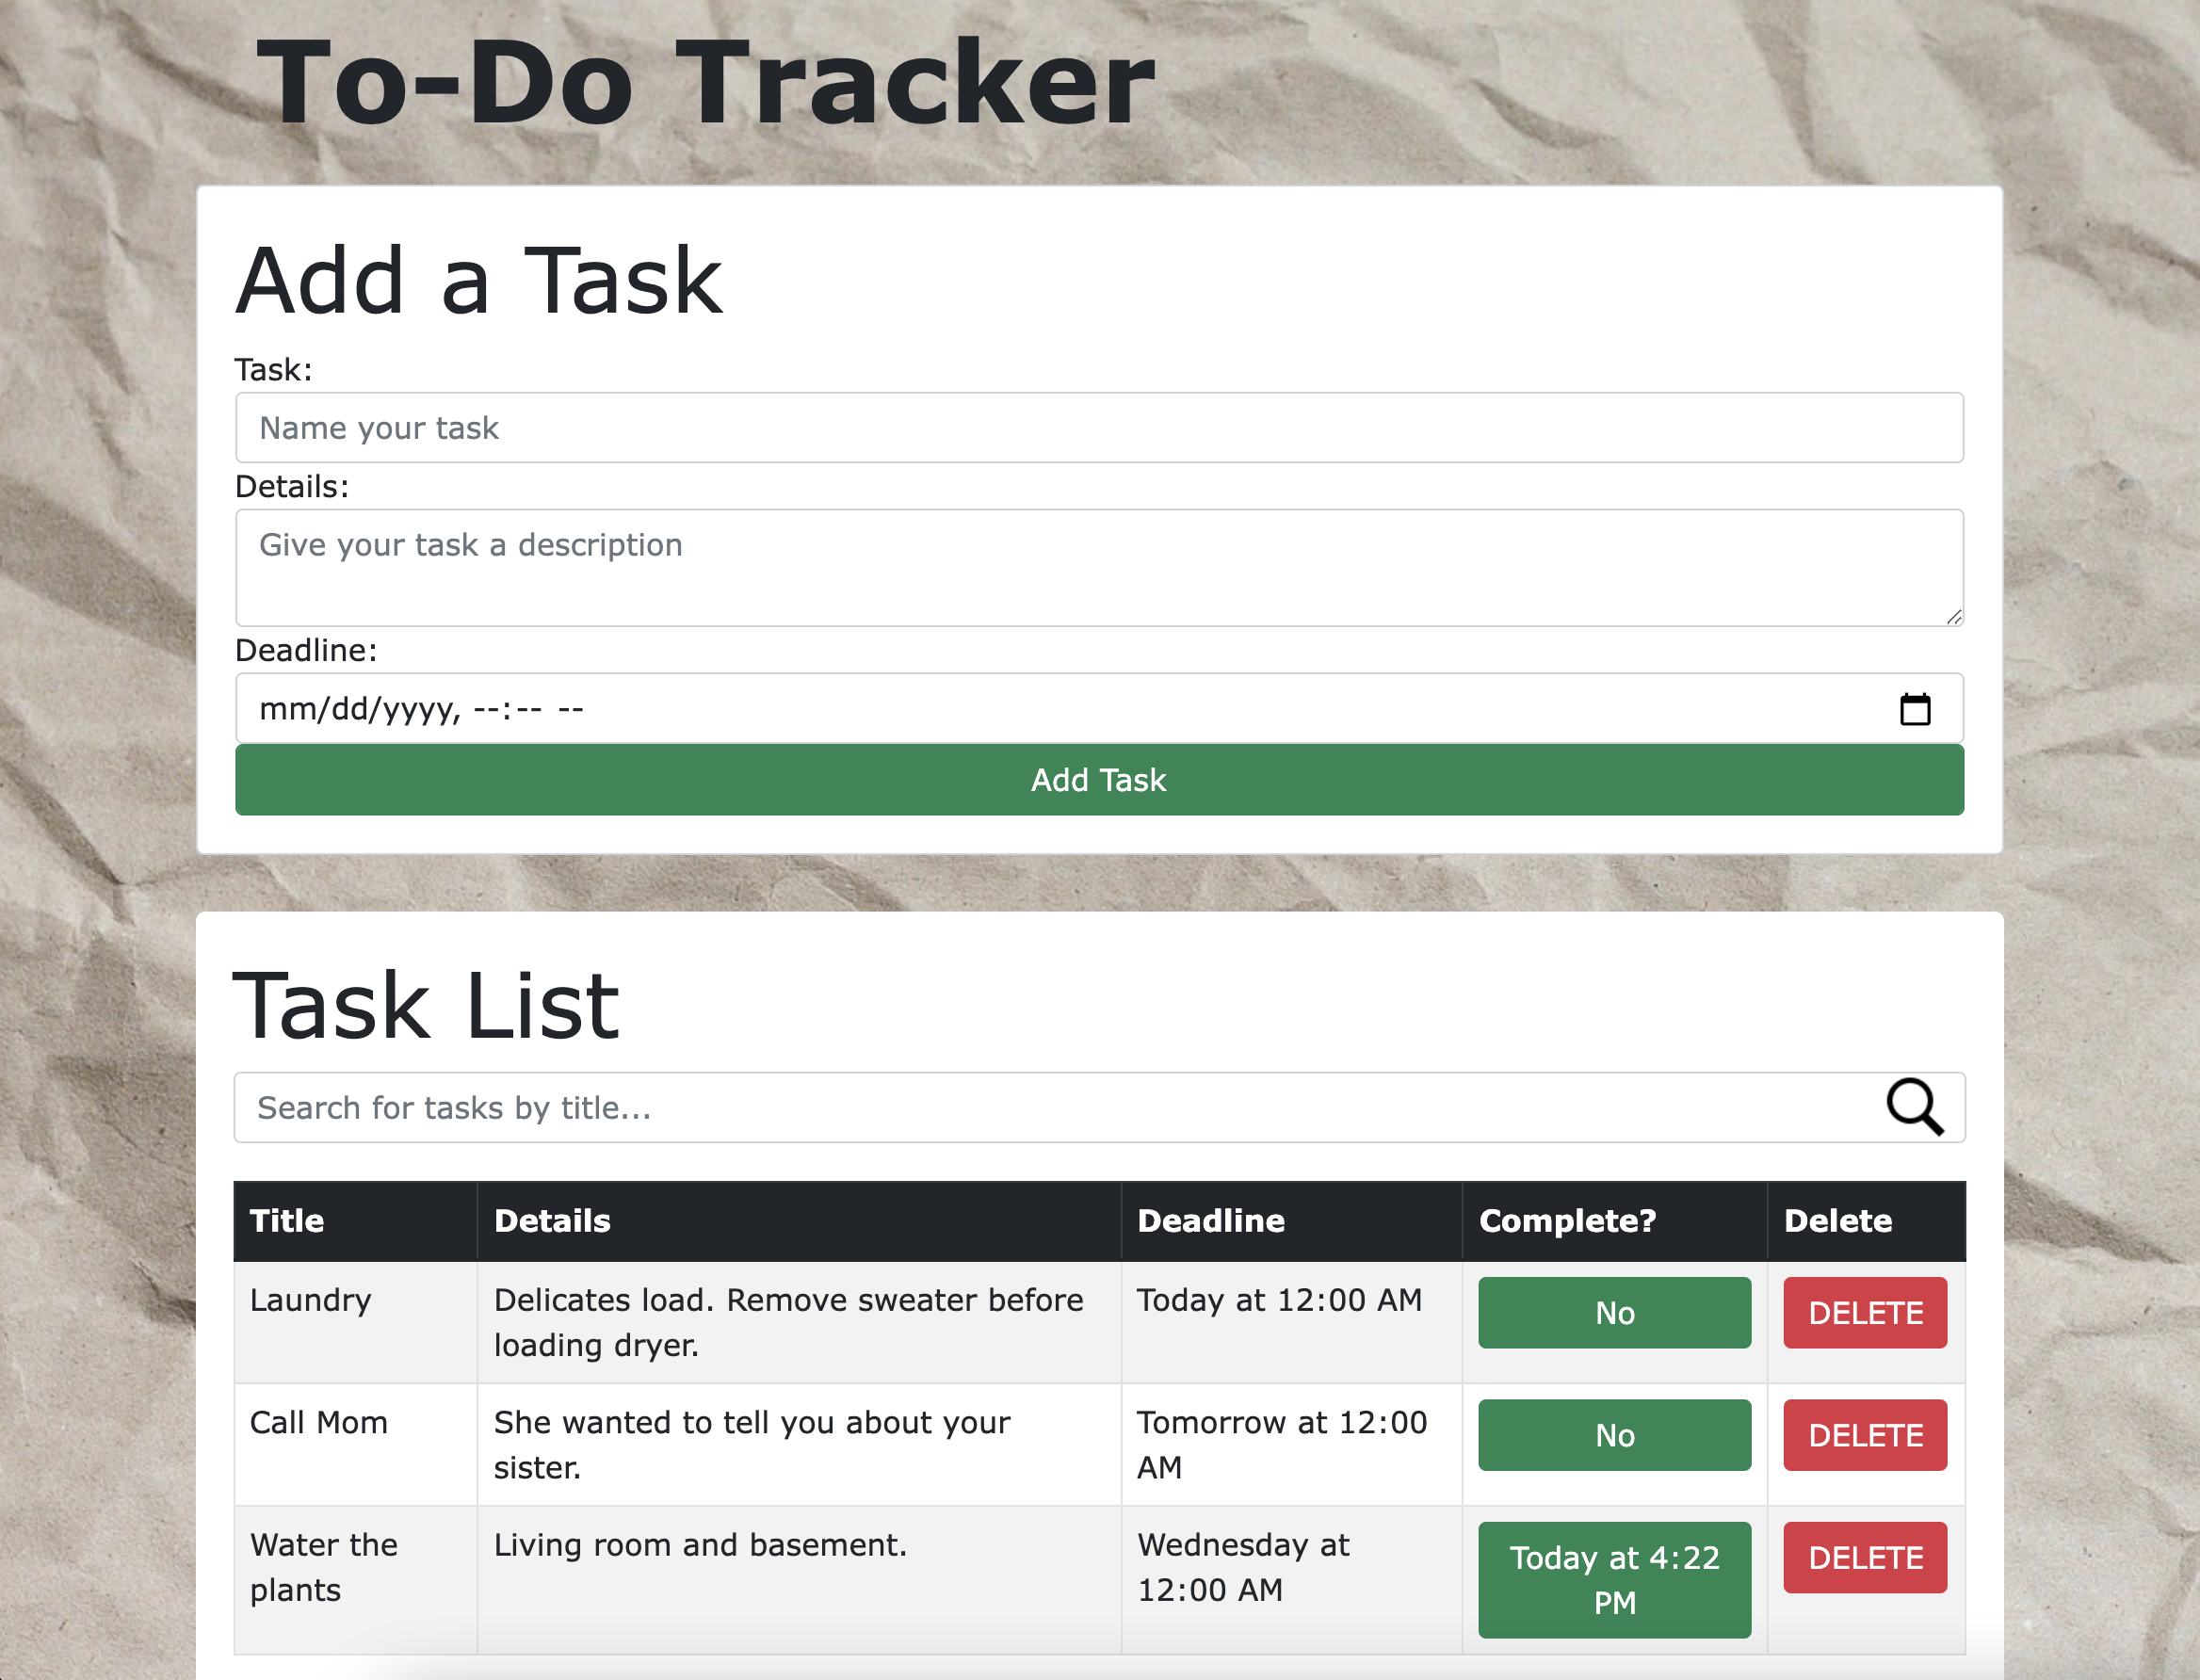 To-Do Tracker
Add a Task
Task:
Name your task
Details:
Give your task a description
Deadline:
mm/dd/yyyy, --:-- --
Add Task
Task List
Search for tasks by title...
Title Details Deadline Complete? Delete
Laundry Delicates load. Remove sweater before Today at 12:00 AM No DELETE
loading dryer.
Call Mom She wanted to tell you about your Tomorrow at 12:00 No DELETE
sister. AM
Water the Living room and basement. Wednesday at Today at 4:22 DELETE
plants 12:00 AM PM